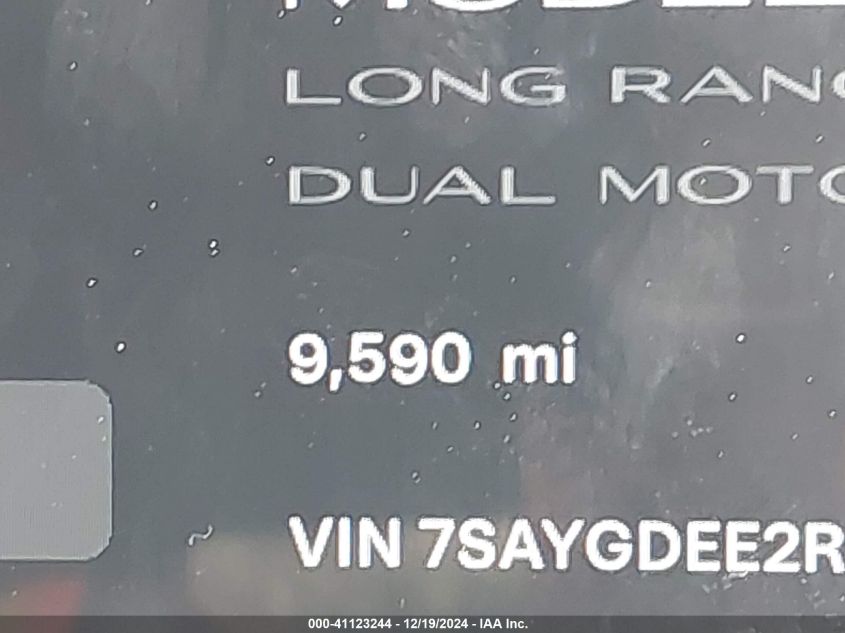 LONG RANG
DUAL MOTO
9,590 mi
VIN 7SAYGDEE2R
000-41123244 - 12/19/2024 - IAA Inc.